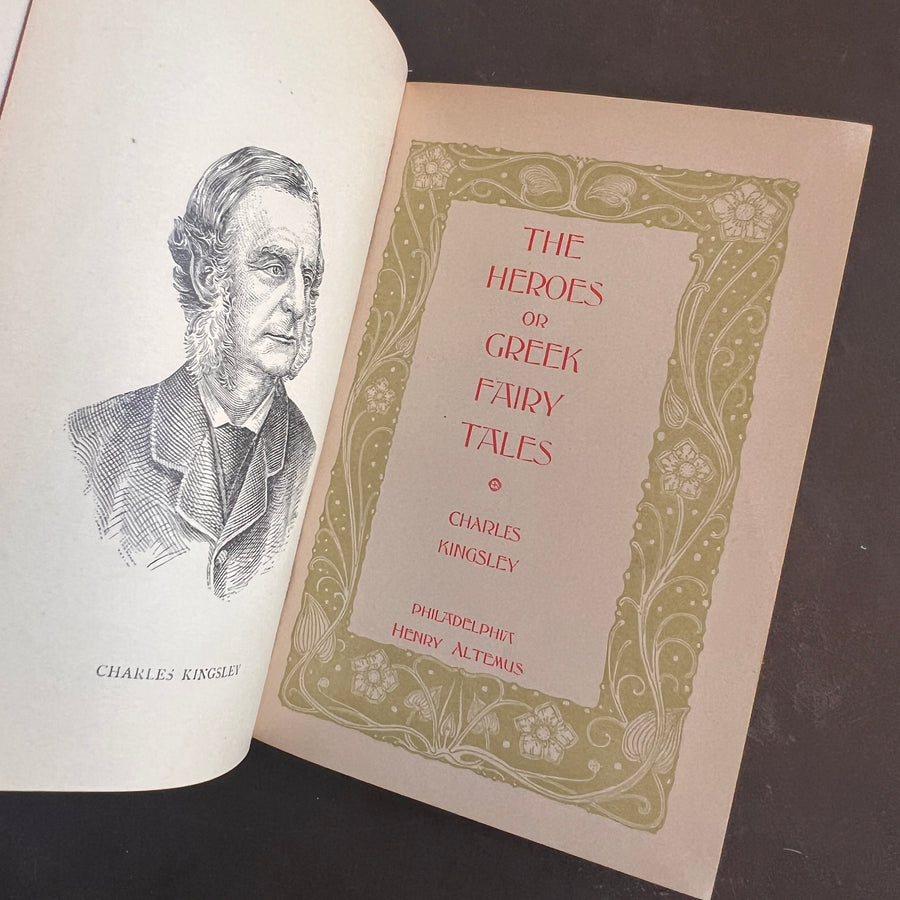 CHARLES KINGSLEY
THE
HEROES
OR
GREEK
FAIRY
TALES
CHARLES
KINGSLEY
PHILADELPHIA
HENRY ALTEMUS